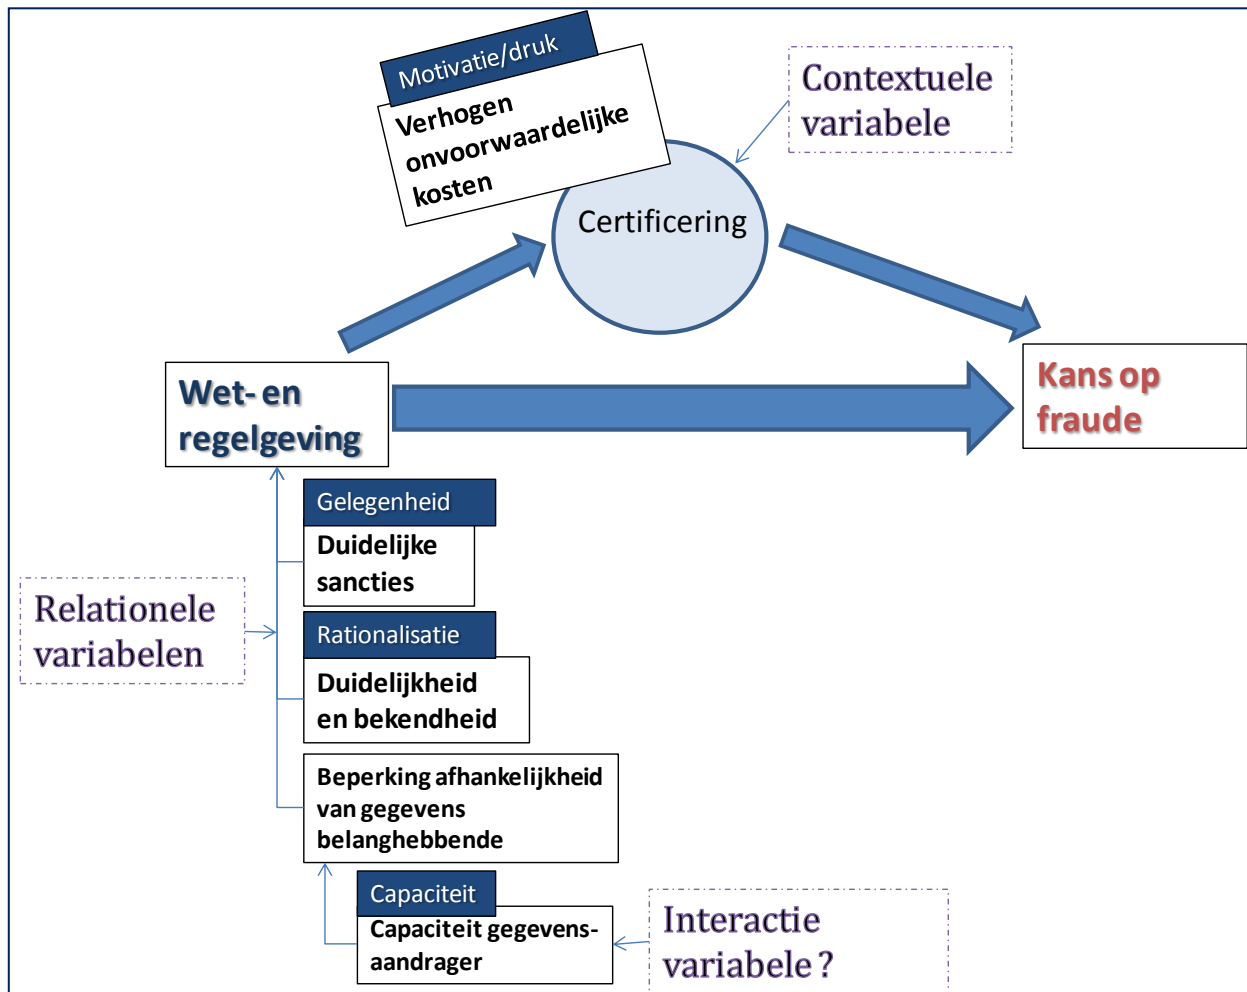 Motivatie/druk
Verhogen
onvoorwaardelijke
kosten
Contextuele
variabele
Certificering
Wet- en
regelgeving
Kans op
fraude
Gelegenheid
Duidelijke
sancties
Relationele
variabelen
Rationalisatie
Duidelijkheid
en bekendheid
Beperking afhankelijkheid
van gegevens
belanghebbende
Capaciteit
Capaciteit gegevens-
aandrager
Interactie
variabele ?